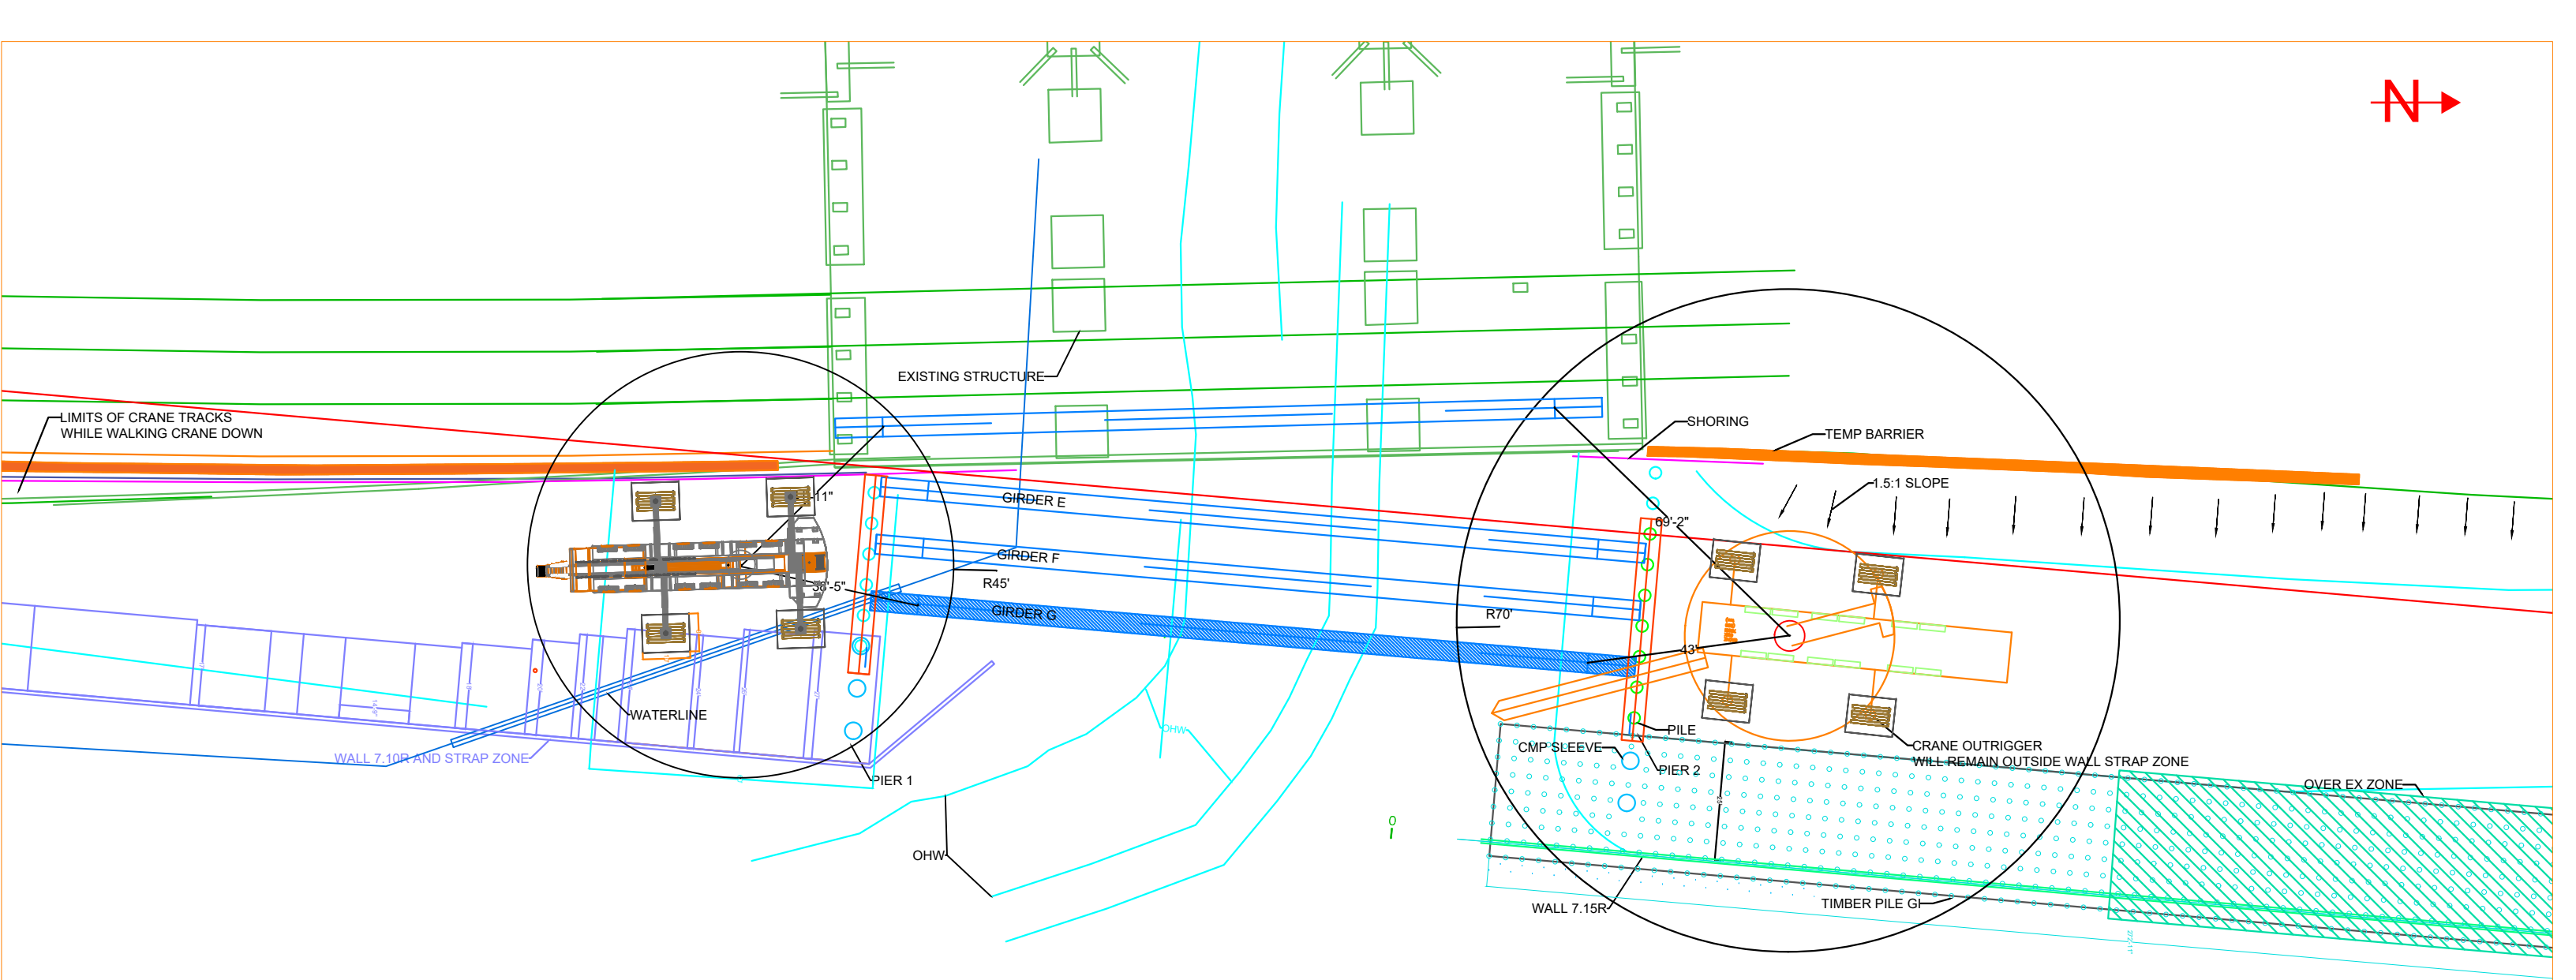 N
EXISTING STRUCTURE
LIMITS OF CRANE TRACKS
WHILE WALKING CRANE DOWN
SHORING
TEMP BARRIER
1.5:1 SLOPE
-11"
GIRDER E
69'-2"
GIRDER F
38'-5"
R45'
GIRDER G
R70'
43'
WATERLINE
WALL 7.10R AND STRAP ZONE
PIER 1
OHW
PILE
CMP SLEEVE
PIER 2
CRANE OUTRIGGER
WILL REMAIN OUTSIDE WALL STRAP ZONE
OVER EX ZONE
0
OHW
WALL 7.15R
TIMBER PILE GI